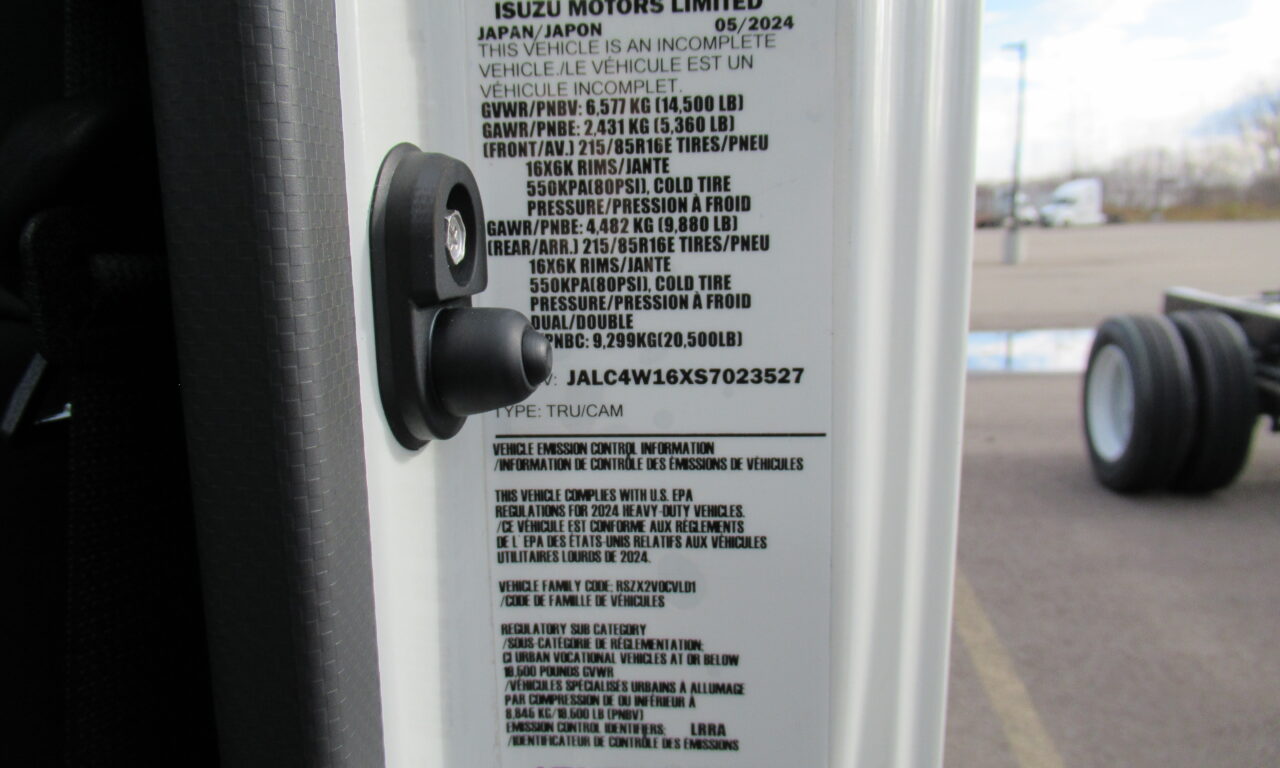 ISUZU MOTORS LIMITED
JAPAN/JAPON 05/2024
THIS VEHICLE IS AN INCOMPLETE
VEHICLE./LE VÉHICULE EST UN
VÉHICULE INCOMPLET.
GVWR/PNBV: 6,577 KG (14,500 LB)
GAWR/PNBE: 2,431 KG (5,360 LB)
(FRONT/AV.) 215/85R16E TIRES/PNEU
16X6K RIMS/JANTE
550KPA(80PSI), COLD TIRE
PRESSURE/PRESSION À FROID
GAWR/PNBE: 4,482 KG (9,880 LB)
(REAR/ARR.) 215/85R16E TIRES/PNEU
16X6K RIMS/JANTE
550KPA(80PSI), COLD TIRE
PRESSURE/PRESSION À FROID
DUAL/DOUBLE
PNBC: 9,299KG(20,500LB)
JALC4W16XS7023527
TYPE: TRU/CAM
VEHICLE EMISSION CONTROL INFORMATION
/INFORMATION DE CONTRÔLE DES ÉMISSIONS DE VÉHICULES
THIS VEHICLE COMPLIES WITH U.S. EPA
REGULATIONS FOR 2024 HEAVY-DUTY VEHICLES.
/CE VÉHICULE EST CONFORME AUX RÈGLEMENTS
DE L' EPA DES ÉTATS-UNIS RELATIFS AUX VÉHICULES
UTILITAIRES LOURDS DE 2024.
VEHICLE FAMILY CODE: RSZX2VOCVLD1
/CODE DE FAMILLE DE VÉHICULES
REGULATORY SUB CATEGORY
/SOUS-CATÉGORIE DE RÉGLEMENTATION:
CI URBAN VOCATIONAL VEHICLES AT OR BELOW
19,500 POUNDS GVWR
/VÉHICULES SPÉCIALISÉS URBAINS À ALLUMAGE
PAR COMPRESSION DE OU INFÉRIEUR À
8,845 KG/19,500 LB (PNBV)
EMISSION CONTROL IDENTIFIERS: LRRA
/IDENTIFICATEUR DE CONTRÔLE DES ÉMISSIONS